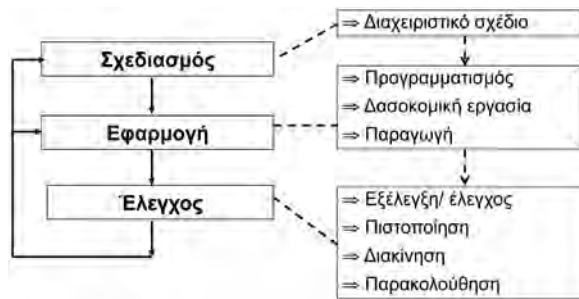 Σχεδιασμός
Εφαρμογή
Έλεγχος
⇒ Διαχειριστικό σχέδιο
⇒ Προγραμματισμός
⇒ Δασοκομική εργασία
⇒ Παραγωγή
⇒ Εξέλεγξη/ έλεγχος
⇒ Πιστοποίηση
⇒ Διακίνηση
⇒ Παρακολούθηση